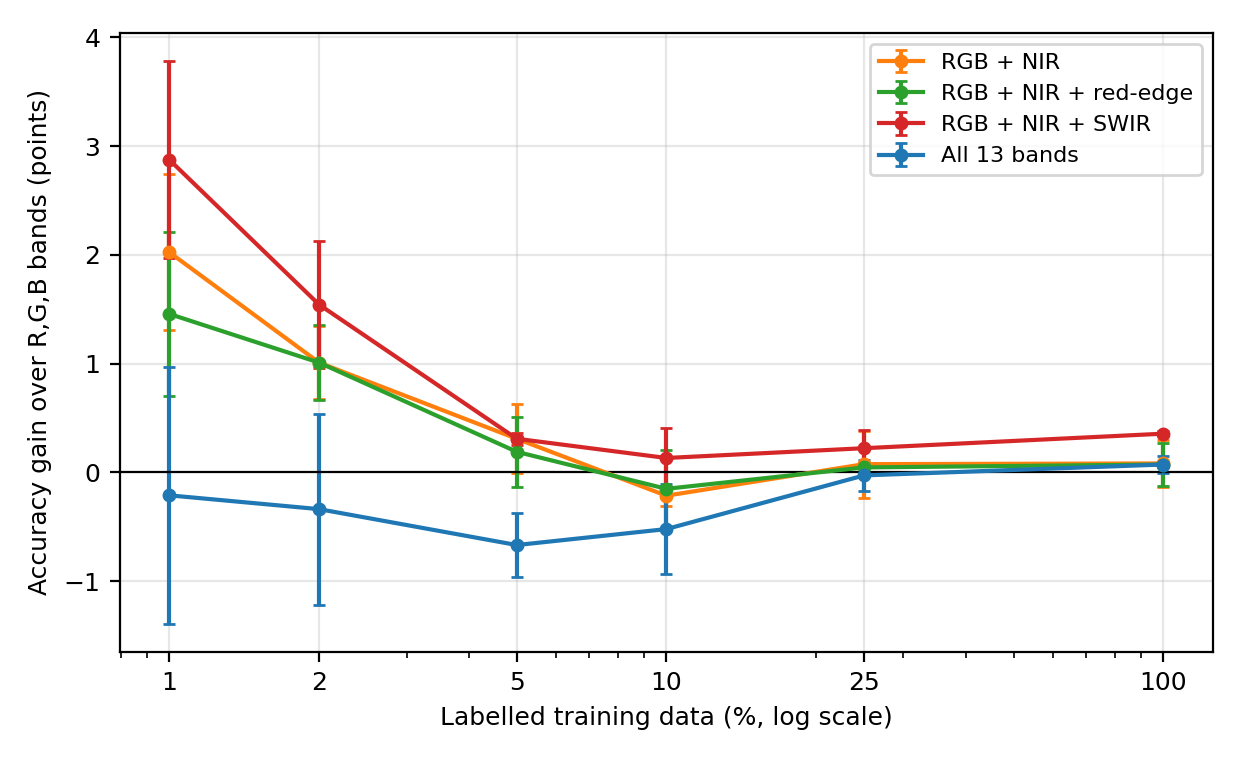 Accuracy gain over R,G,B bands (points)
4
3
2
1
0
−1
RGB + NIR
RGB + NIR + red-edge
RGB + NIR + SWIR
All 13 bands
1 2 5 10 25 100
Labelled training data (%, log scale)